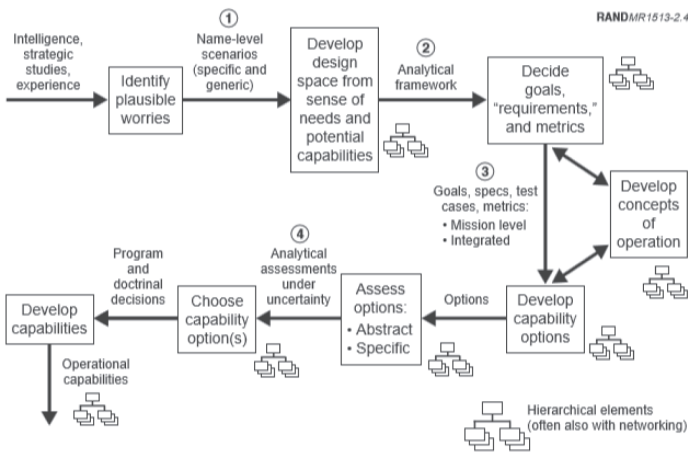 RANDMR1513-2.4
Intelligence,
strategic
studies,
experience
Identify
plausible
worries
1
Name-level
scenarios
(specific and
generic)
Develop
design
space from
sense of
needs and
potential
capabilities
2
Analytical
framework
Decide
goals,
“requirements,”
and metrics
3
Goals, specs, test
cases, metrics:
• Mission level
• Integrated
Develop
concepts
of
operation
Develop
capability
options
Options
Assess
options:
• Abstract
• Specific
4
Analytical
assessments
under
uncertainty
Choose
capability
option(s)
Program
and
doctrinal
decisions
Develop
capabilities
Operational
capabilities
Hierarchical elements
(often also with networking)